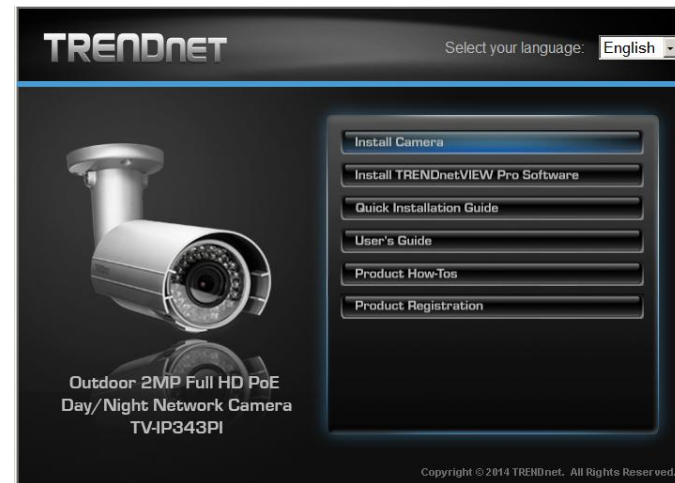 TRENDnet
Select your language: English
Install Camera
Install TRENDnetVIEW Pro Software
Quick Installation Guide
User's Guide
Product How-Tos
Product Registration
Outdoor 2MP Full HD PoE
Day/Night Network Camera
TV-IP343PI
Copyright © 2014 TRENDnet. All Rights Reserved.